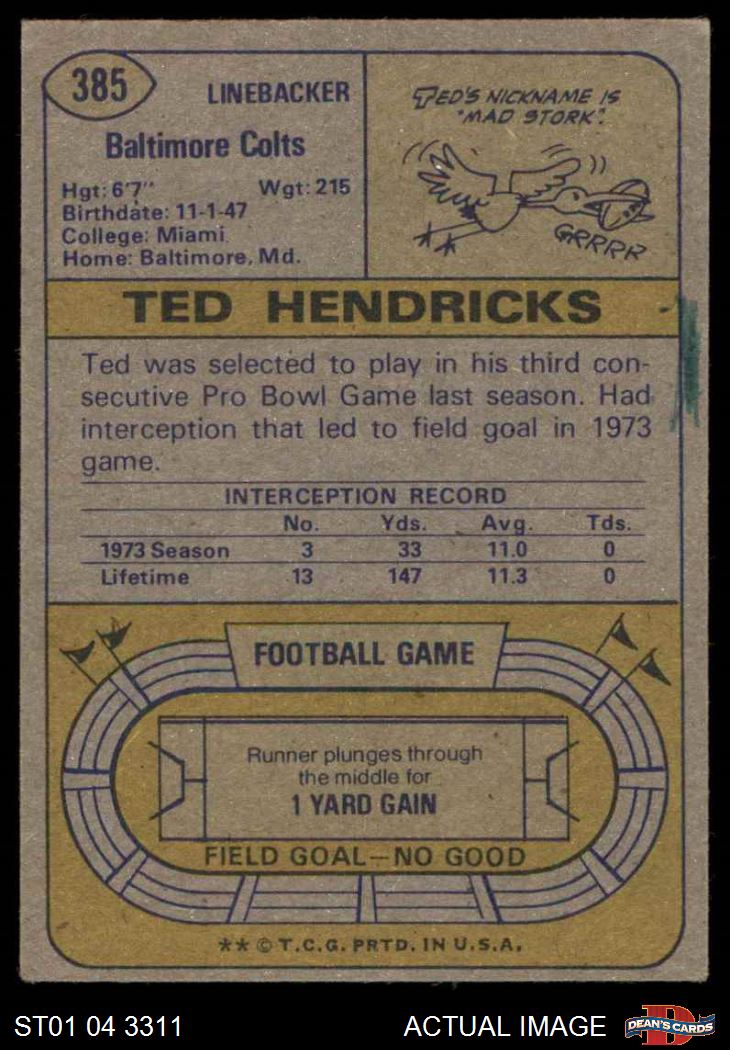 385
LINEBACKER
Baltimore Colts
Hgt: 6'7" Wgt: 215
Birthdate: 11-1-47
College: Miami
Home: Baltimore, Md.
TED'S NICKNAME IS
"MAD STORK".
GRRRR
TED HENDRICKS
Ted was selected to play in his third con-
secutive Pro Bowl Game last season. Had
interception that led to field goal in 1973
game.
INTERCEPTION RECORD
No. Yds. Avg. Tds.
1973 Season 3 33 11.0 0
Lifetime 13 147 11.3 0
FOOTBALL GAME
Runner plunges through
the middle for
1 YARD GAIN
FIELD GOAL—NO GOOD
** © T.C.G. PRTD. IN U.S.A.
ST01 04 3311 ACTUAL IMAGE
D
DEAN'S CARDS